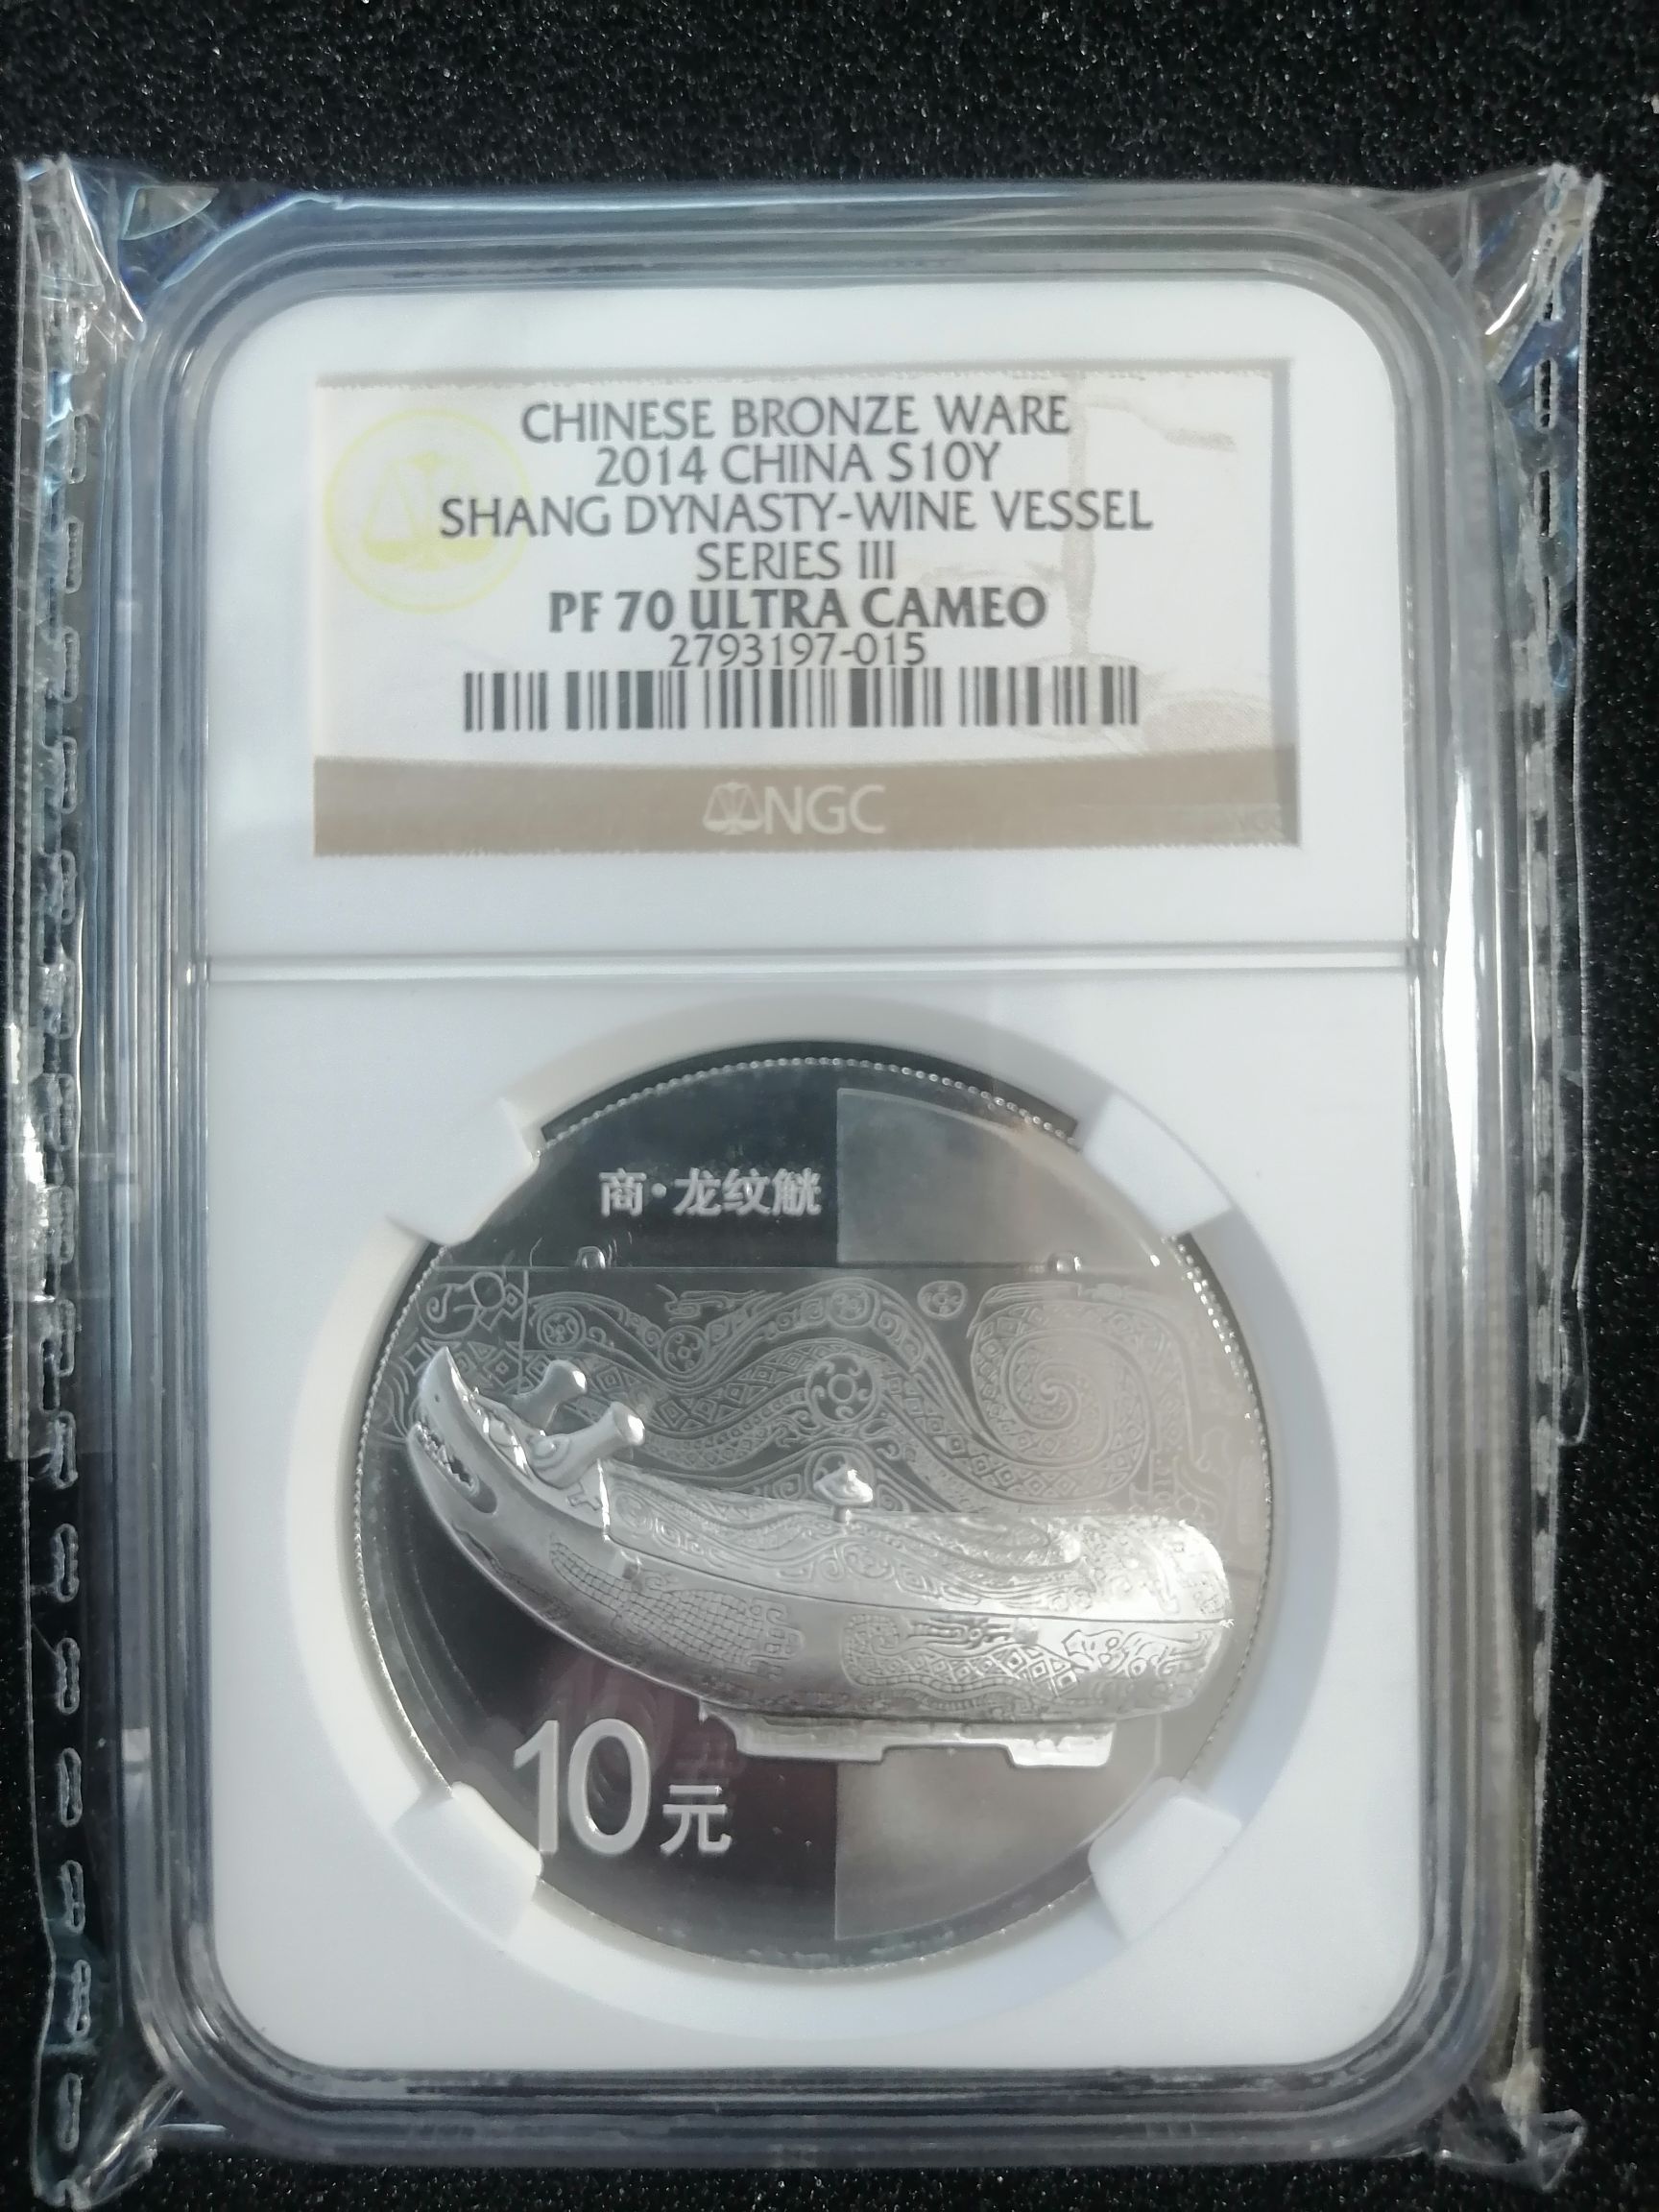 CHINESE BRONZE WARE
2014 CHINA S10Y
SHANG DYNASTY-WINE VESSEL
SERIES III
PF 70 ULTRA CAMEO
2793197-015
NGC
商·龙纹觥
10元